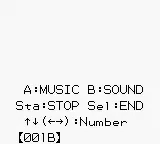 A:MUSIC B:SOUND
Sta:STOP Sel:END
↑↓(←→):Number
【001B】